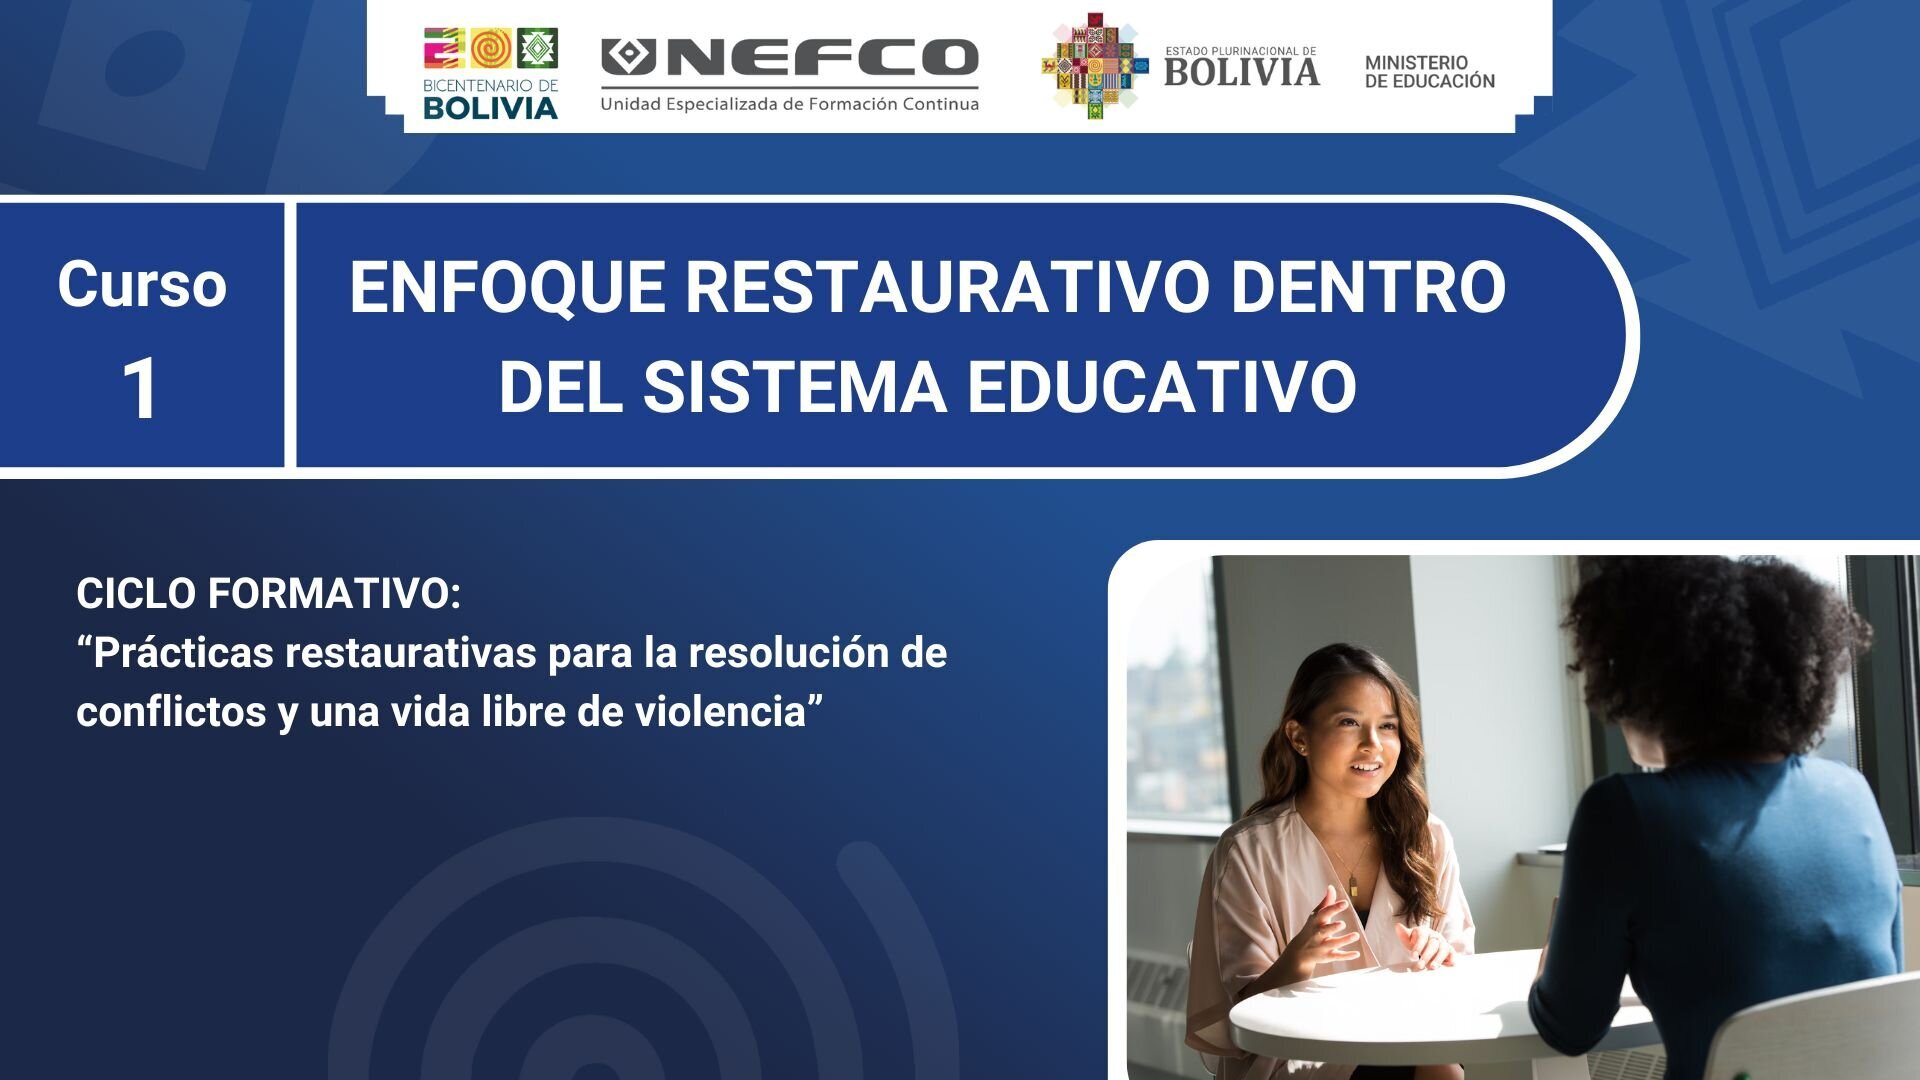 BICENTENARIO DE
BOLIVIA
UNEFCO
Unidad Especializada de Formación Continua
ESTADO PLURINACIONAL DE
BOLIVIA
MINISTERIO
DE EDUCACIÓN
Curso
1
ENFOQUE RESTAURATIVO DENTRO
DEL SISTEMA EDUCATIVO
CICLO FORMATIVO:
“Prácticas restaurativas para la resolución de
conflictos y una vida libre de violencia”